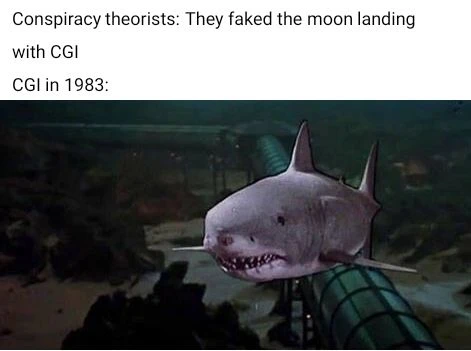 Conspiracy theorists: They faked the moon landing
with CGI
CGI in 1983: